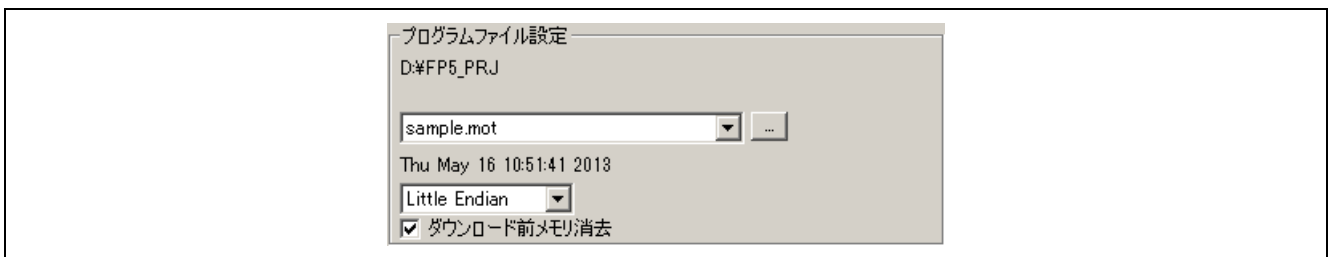 プログラムファイル設定
D:¥FP5_PRJ
sample.mot
...
Thu May 16 10:51:41 2013
Little Endian
ダウンロード前メモリ消去